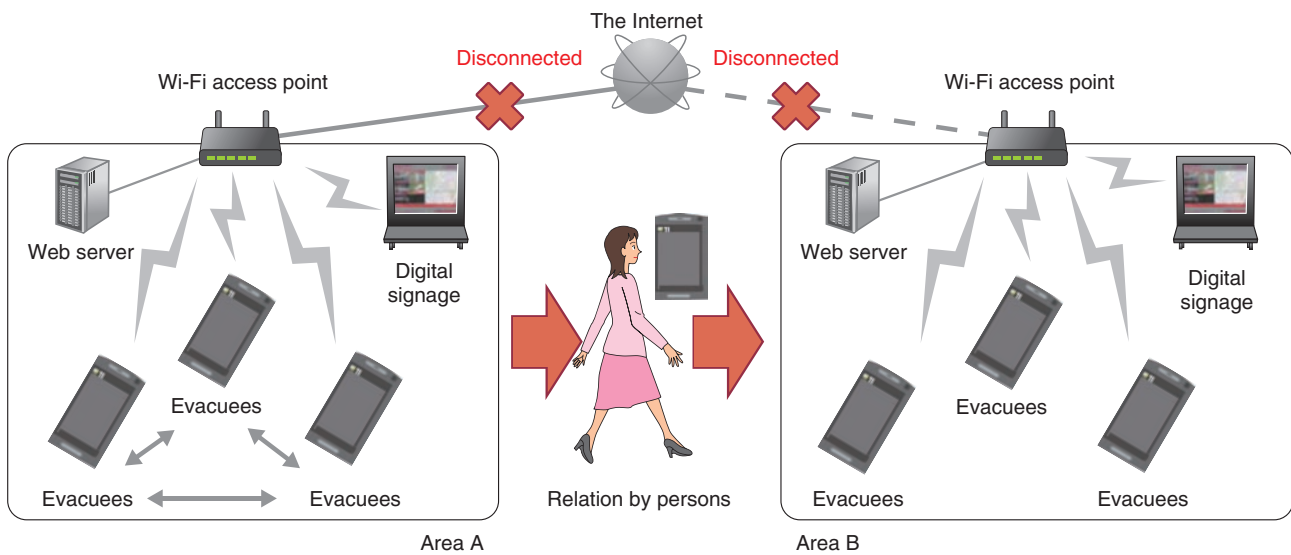 The Internet
Disconnected
Disconnected
Wi-Fi access point
Wi-Fi access point
Web server
Digital
signage
Web server
Digital
signage
Evacuees
Evacuees
Evacuees
Evacuees
Relation by persons
Evacuees
Evacuees
Area A
Area B